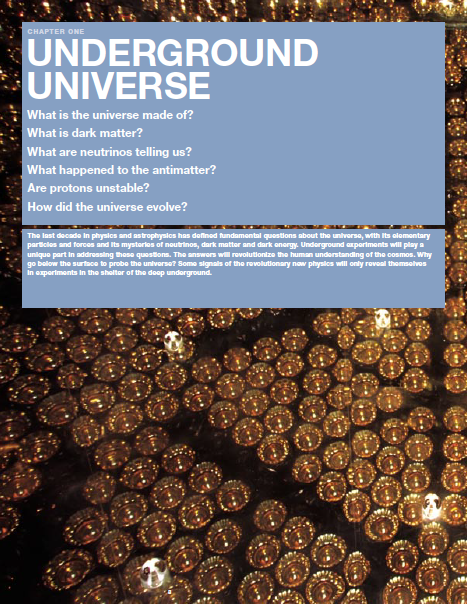 CHAPTER ONE
UNDERGROUND
UNIVERSE
What is the universe made of?
What is dark matter?
What are neutrinos telling us?
What happened to the antimatter?
Are protons unstable?
How did the universe evolve?
The last decade in physics and astrophysics has defined fundamental questions about the universe, with its elementary
particles and forces and its mysteries of neutrinos, dark matter and dark energy. Underground experiments will play a
unique part in addressing these questions. The answers will revolutionize the human understanding of the cosmos. Why
go below the surface to probe the universe? Some signals of the revolutionary new physics will only reveal themselves
in experiments in the shelter of the deep underground.